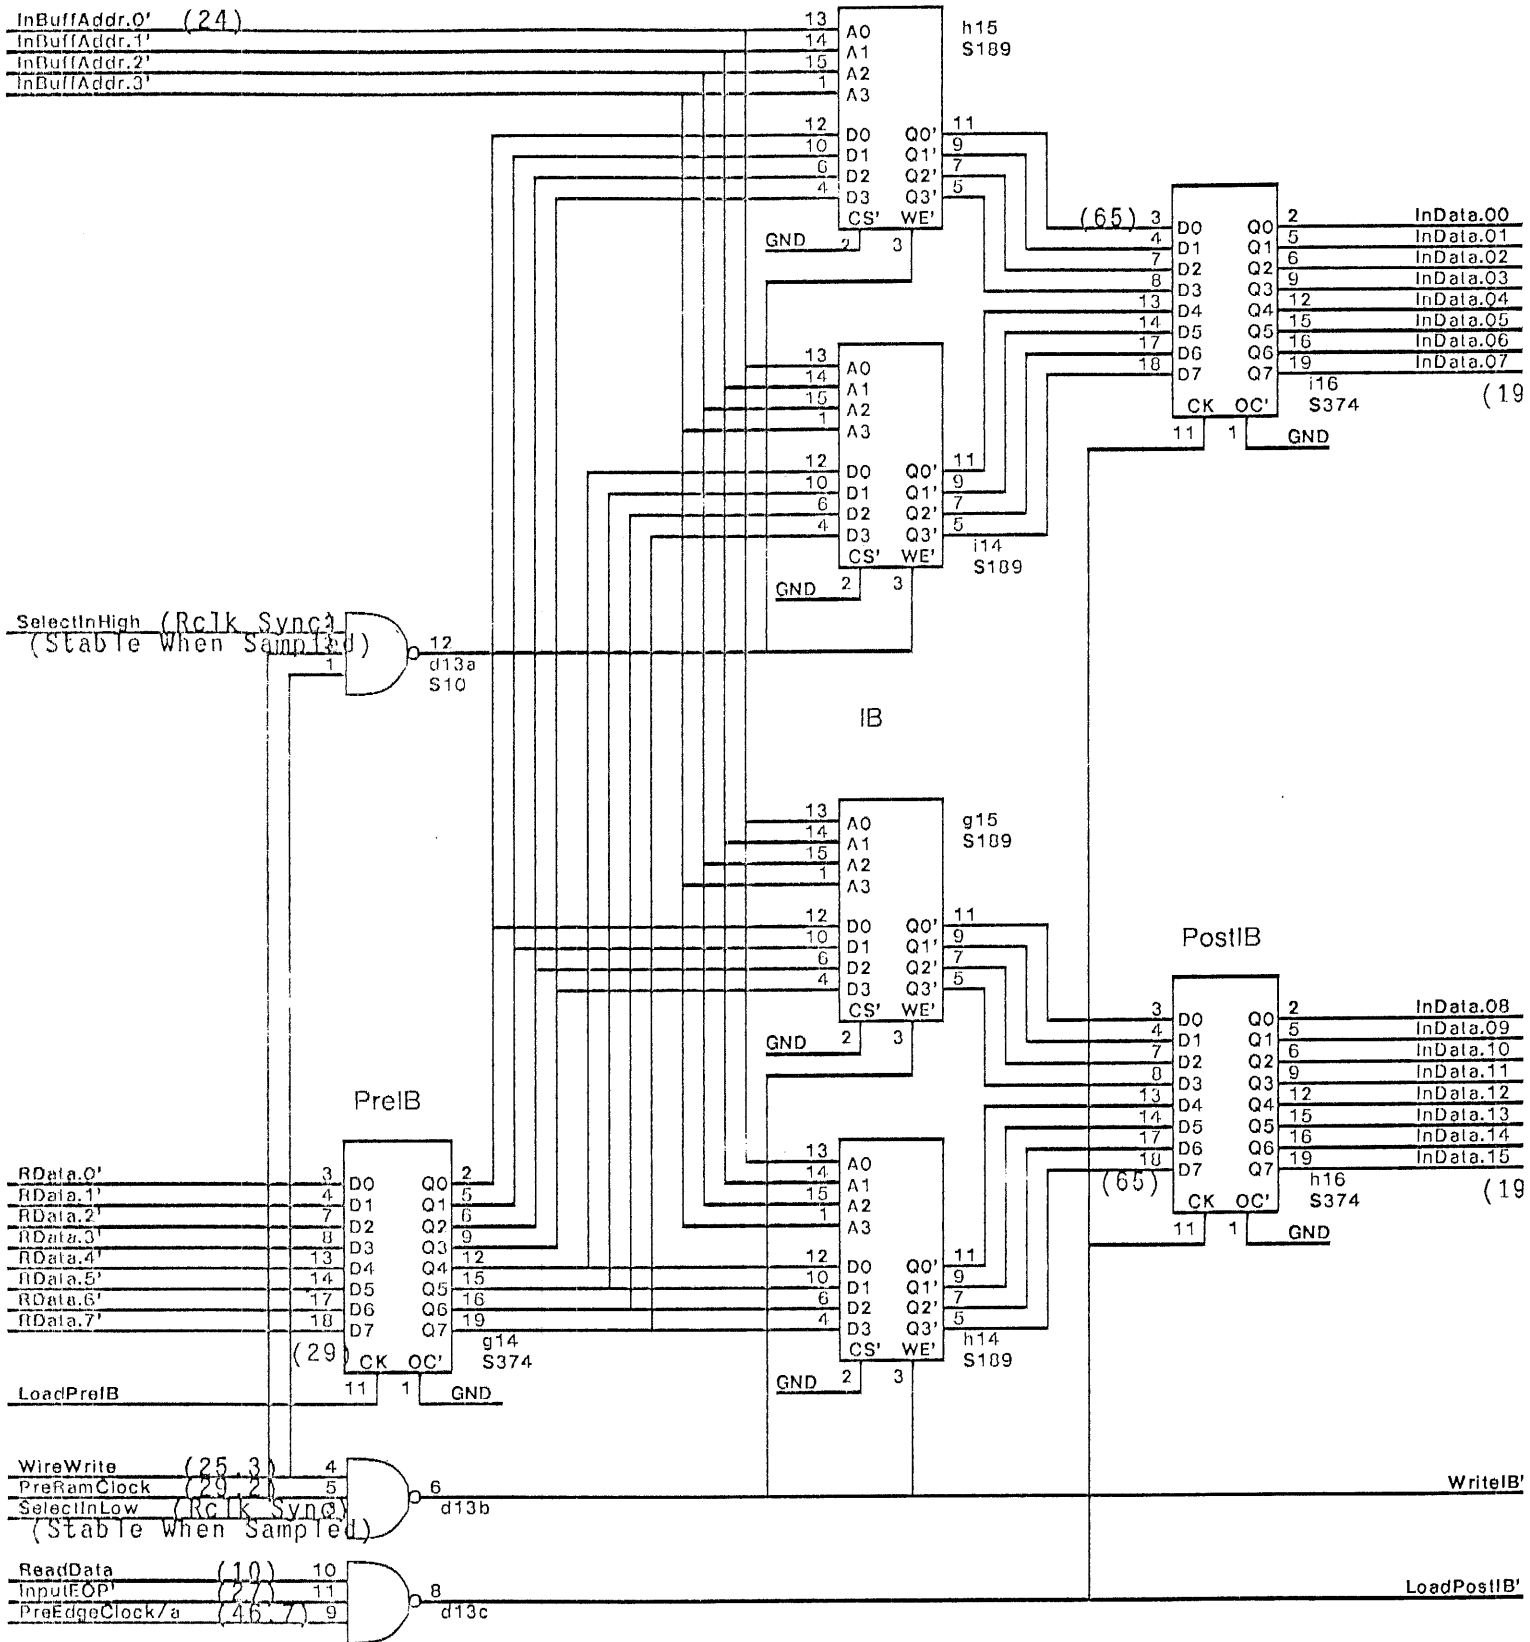 InBuffAddr.0' (24)
InBuffAddr.1'
InBuffAddr.2'
InBuffAddr.3'
13 A0
14 A1
15 A2
1 A3
12 D0 Q0' 11
10 D1 Q1' 9
6 D2 Q2' 7
4 D3 Q3' 5
CS' WE'
GND 2 3
h15
S189
(65) 3 D0 Q0 2 InData.00
4 D1 Q1 5 InData.01
7 D2 Q2 6 InData.02
8 D3 Q3 9 InData.03
13 D4 Q4 12 InData.04
14 D5 Q5 15 InData.05
17 D6 Q6 16 InData.06
18 D7 Q7 19 InData.07
i16
S374
(19
CK OC'
11 1 GND
13 A0
14 A1
15 A2
1 A3
12 D0 Q0' 11
10 D1 Q1' 9
6 D2 Q2' 7
4 D3 Q3' 5
CS' WE'
GND 2 3
i14
S189
SelectInHigh (Rclk Sync)
(Stable When Sampled)
1
12
d13a
S10
IB
13 A0
14 A1
15 A2
1 A3
12 D0 Q0' 11
10 D1 Q1' 9
6 D2 Q2' 7
4 D3 Q3' 5
CS' WE'
GND 2 3
g15
S189
PostIB
3 D0 Q0 2 InData.08
4 D1 Q1 5 InData.09
7 D2 Q2 6 InData.10
8 D3 Q3 9 InData.11
13 D4 Q4 12 InData.12
14 D5 Q5 15 InData.13
17 D6 Q6 16 InData.14
18 D7 Q7 19 InData.15
(65)
h16
S374
(19
CK OC'
11 1 GND
PreIB
RData.0' 3 D0 Q0 2
RData.1' 4 D1 Q1 5
RData.2' 7 D2 Q2 6
RData.3' 8 D3 Q3 9
RData.4' 13 D4 Q4 12
RData.5' 14 D5 Q5 15
RData.6' 17 D6 Q6 16
RData.7' 18 D7 Q7 19
(29)
g14
S374
CK OC'
LoadPreIB 11 1 GND
13 A0
14 A1
15 A2
1 A3
12 D0 Q0' 11
10 D1 Q1' 9
6 D2 Q2' 7
4 D3 Q3' 5
CS' WE'
GND 2 3
h14
S189
WireWrite (25,3) 4
PreRamClock (29,2) 5
SelectInLow (Rclk Sync)
(Stable When Sampled)
6
d13b
WriteIB'
ReadData (10) 10
InputEOP' (27) 11
PreEdgeClock/a (46,7) 9
8
d13c
LoadPostIB'